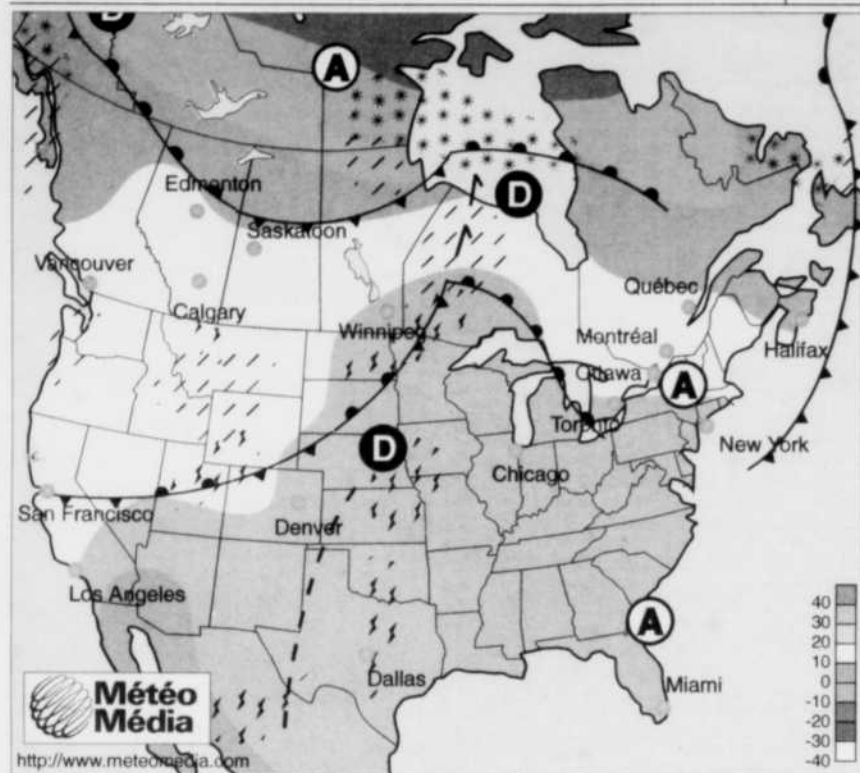 D
A
D
Edmonton
Saskatoon
Vancouver
Calgary
Québec
Winnipeg
Montréal
Halifax
Ottawa
A
Toronto
New York
D
Chicago
San Francisco
Denver
Los Angeles
A
Dallas
Miami
40
30
20
10
0
-10
-20
-30
-40
Météo
Média
http://www.meteomedia.com